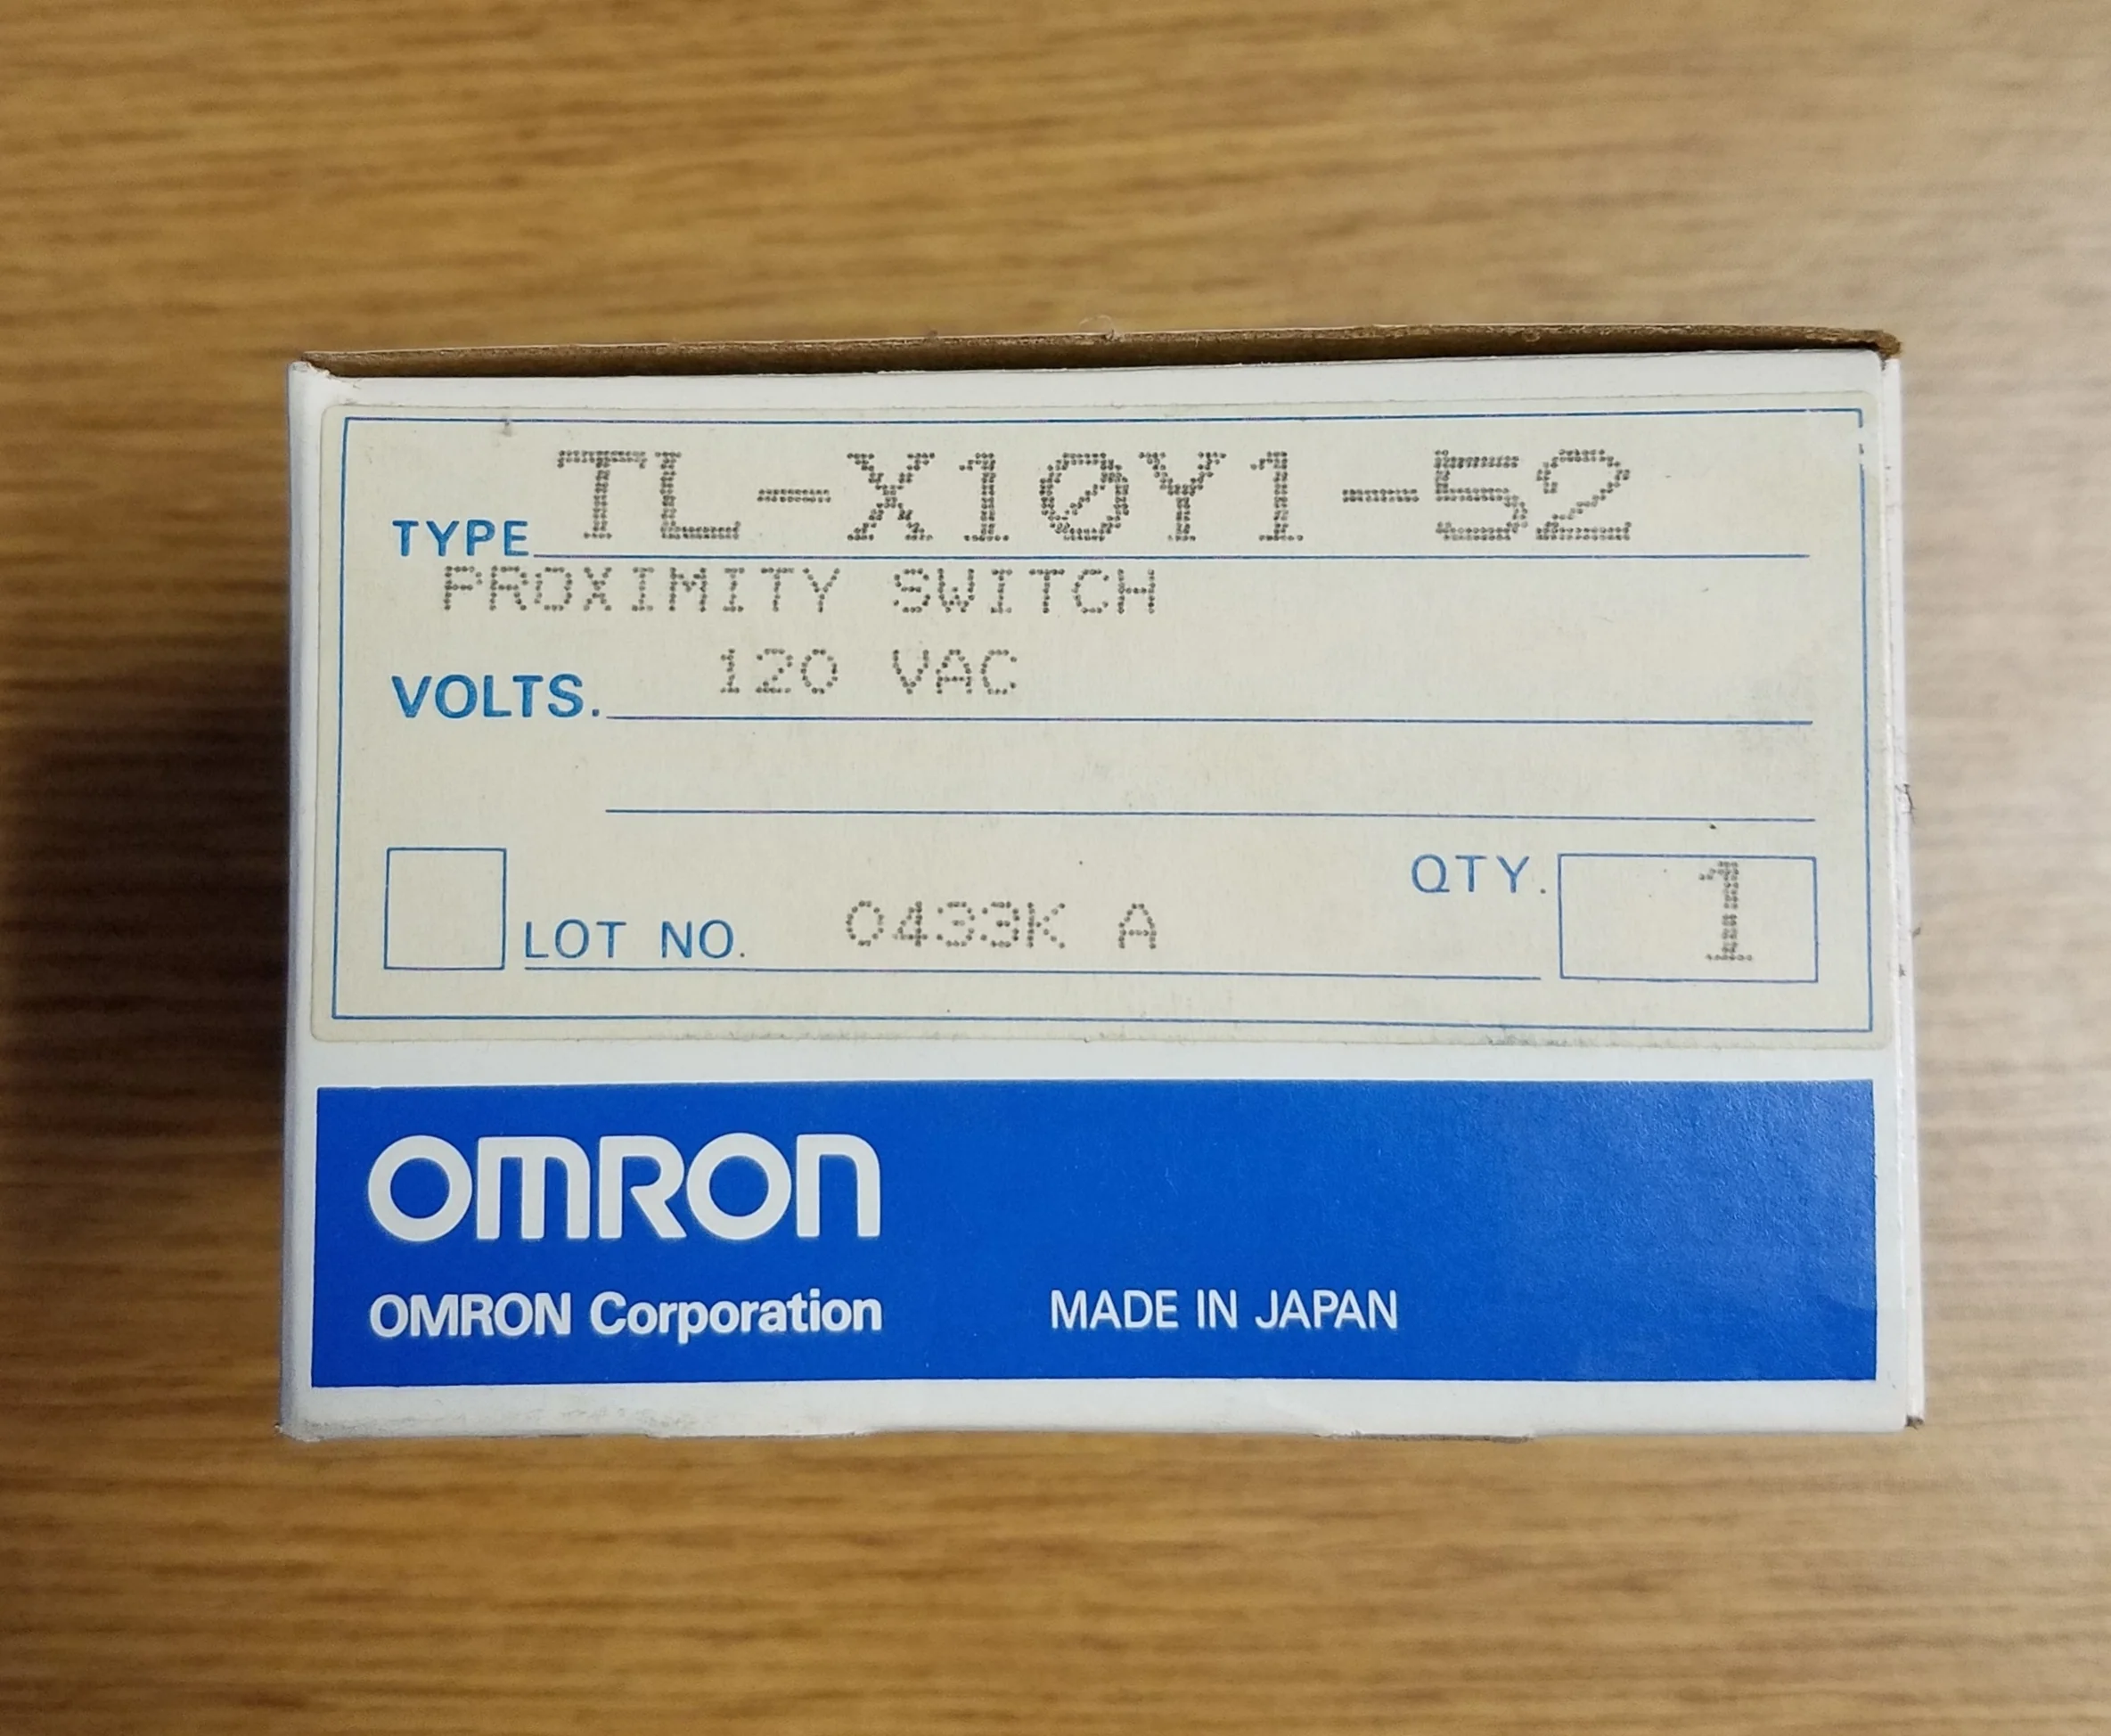 TYPE TL-X10Y1-52
PROXIMITY SWITCH
VOLTS. 120 VAC
QTY. 1
LOT NO. 0433K A
OMRON
OMRON Corporation MADE IN JAPAN